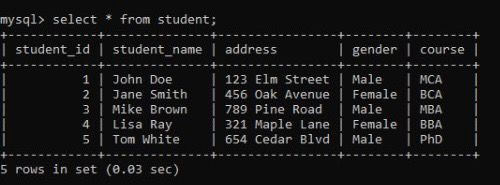 mysql> select * from student;
+------------+--------------+----------------+--------+--------+
| student_id | student_name | address        | gender | course |
+------------+--------------+----------------+--------+--------+
|          1 | John Doe     | 123 Elm Street | Male   | MCA    |
|          2 | Jane Smith   | 456 Oak Avenue | Female | BCA    |
|          3 | Mike Brown   | 789 Pine Road  | Male   | MBA    |
|          4 | Lisa Ray     | 321 Maple Lane | Female | BBA    |
|          5 | Tom White    | 654 Cedar Blvd | Male   | PhD    |
+------------+--------------+----------------+--------+--------+
5 rows in set (0.03 sec)